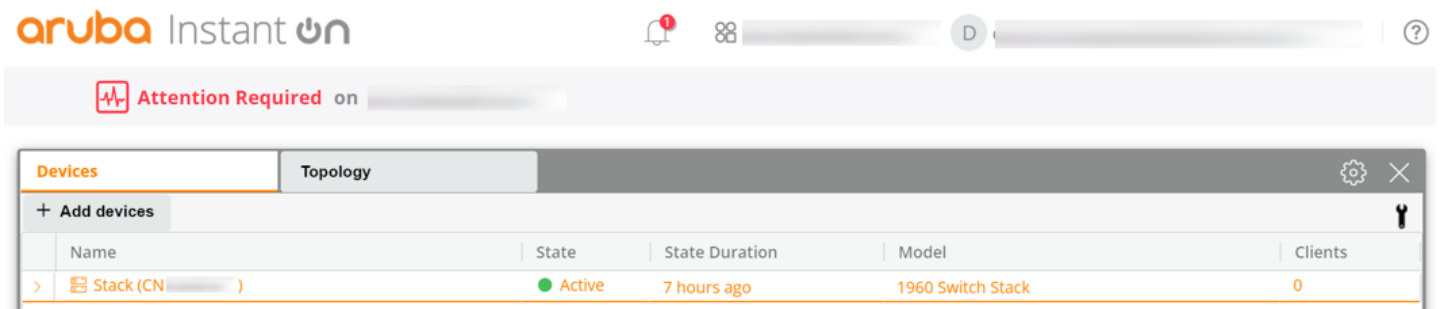 aruba Instant On
1
D
?
Attention Required on
Devices
Topology
+ Add devices
Name
State
State Duration
Model
Clients
> Stack (CN )
Active
7 hours ago
1960 Switch Stack
0